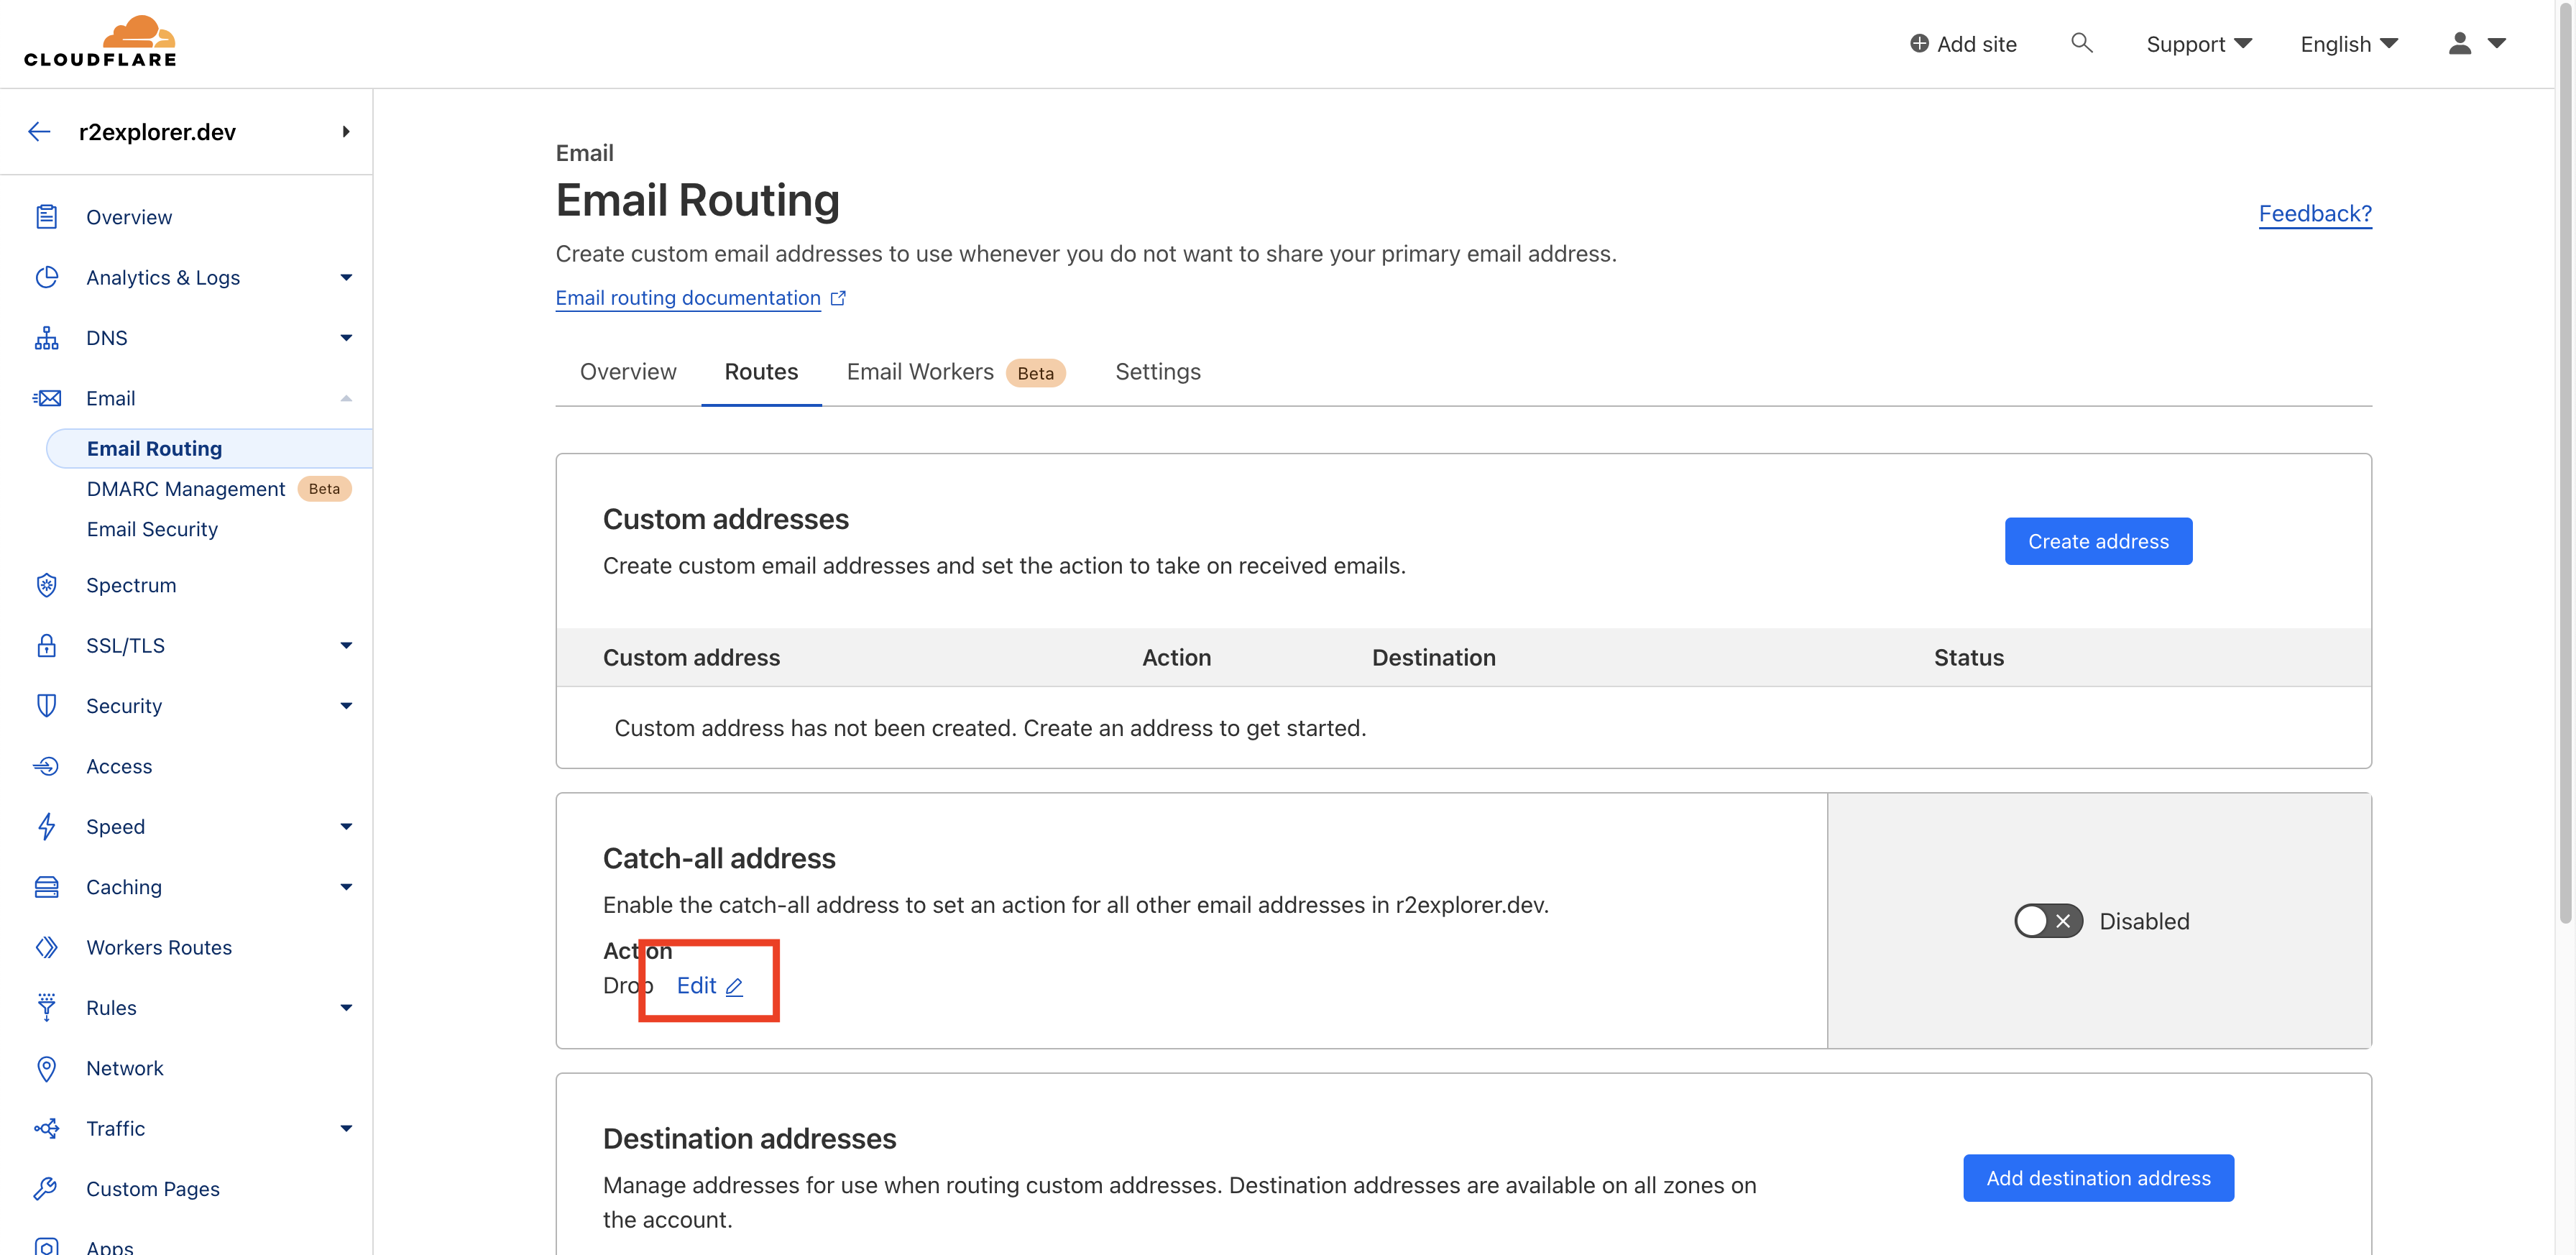 CLOUDFLARE
Add site
Support
English
r2explorer.dev
Overview
Analytics & Logs
DNS
Email
Email Routing
DMARC Management Beta
Email Security
Spectrum
SSL/TLS
Security
Access
Speed
Caching
Workers Routes
Rules
Network
Traffic
Custom Pages
Apps
Email
Email Routing
Create custom email addresses to use whenever you do not want to share your primary email address.
Email routing documentation
Feedback?
Overview Routes Email Workers Beta Settings
Custom addresses
Create custom email addresses and set the action to take on received emails.
Create address
Custom address Action Destination Status
Custom address has not been created. Create an address to get started.
Catch-all address
Enable the catch-all address to set an action for all other email addresses in r2explorer.dev.
Action
Drop Edit
Disabled
Destination addresses
Manage addresses for use when routing custom addresses. Destination addresses are available on all zones on
the account.
Add destination address